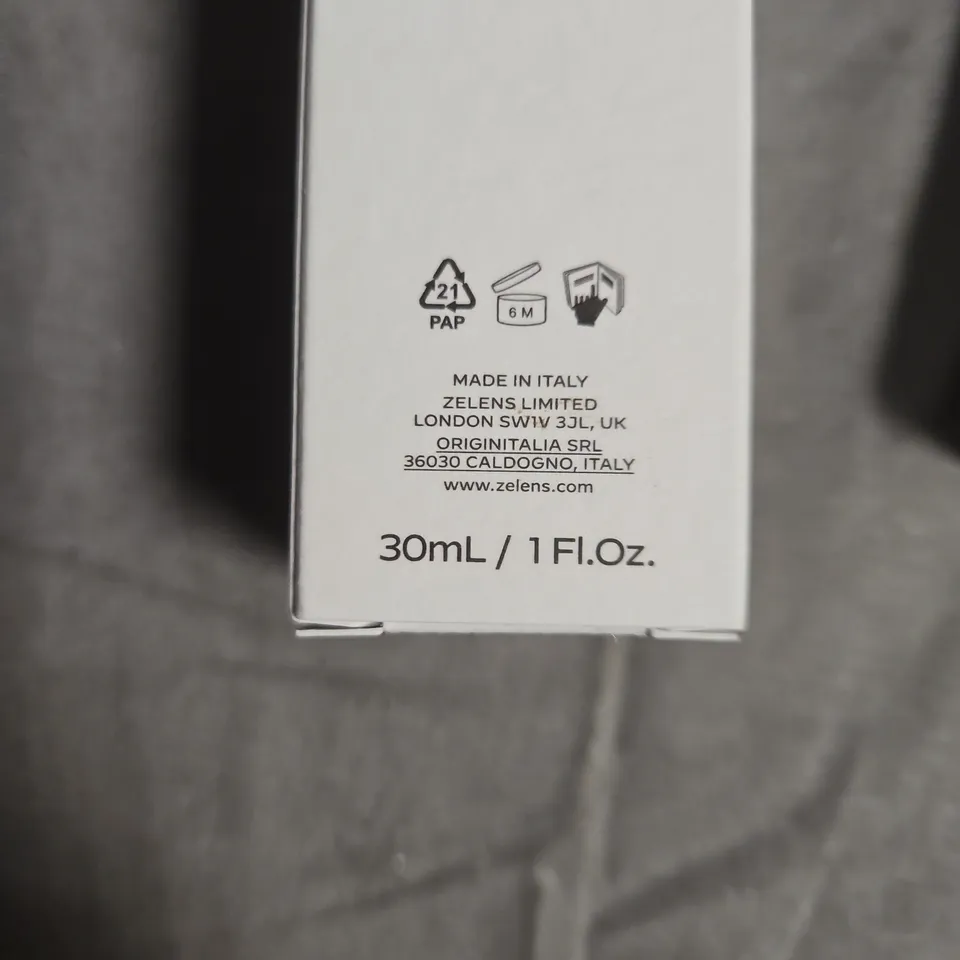 21
PAP
6 M
MADE IN ITALY
ZELENS LIMITED
LONDON SW1V 3JL, UK
ORIGINITALIA SRL
36030 CALDOGNO, ITALY
www.zelens.com
30mL / 1 Fl.Oz.